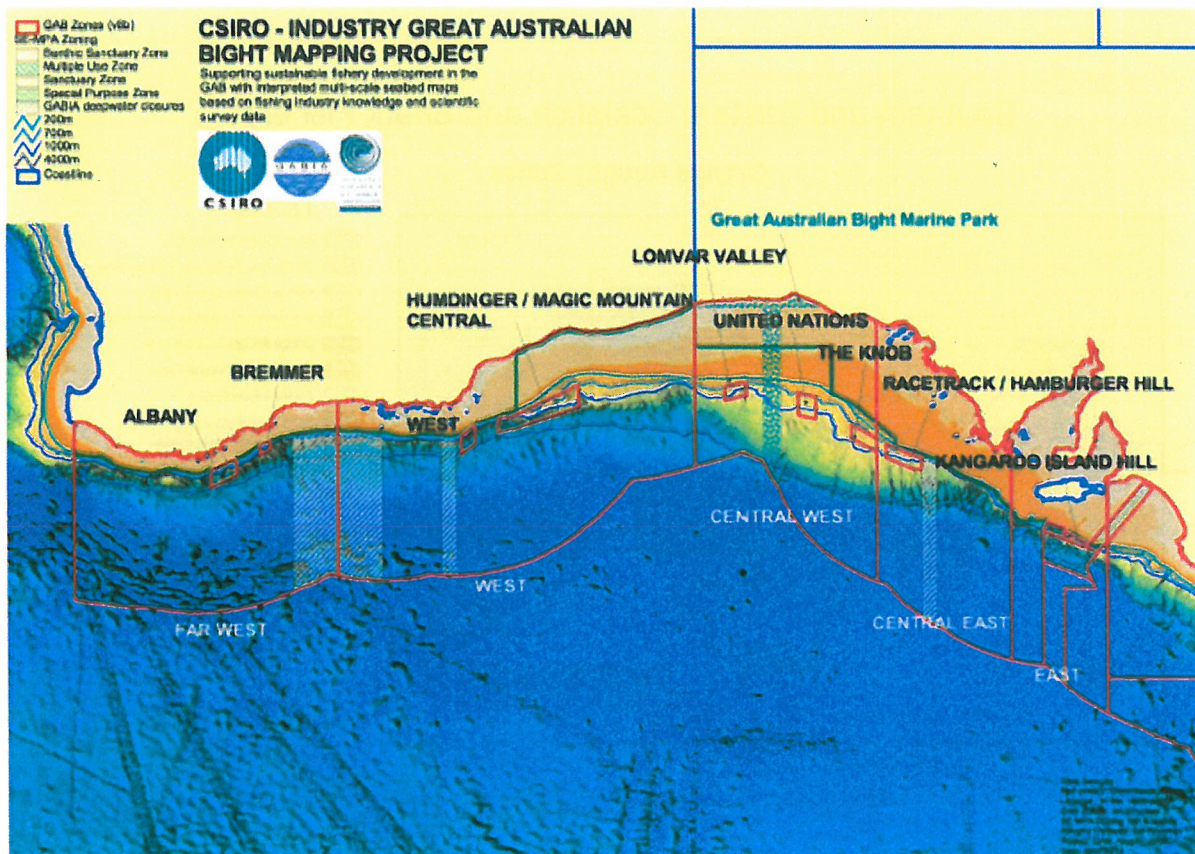 GAB Zones (v8b)
SE-MPA Zoning
Benthic Sanctuary Zone
Multiple Use Zone
Sanctuary Zone
Special Purpose Zone
GABIA deepwater closures
200m
700m
1000m
4000m
Coastline
CSIRO - INDUSTRY GREAT AUSTRALIAN
BIGHT MAPPING PROJECT
Supporting sustainable fishery development in the
GAB with interpreted multi-scale seabed maps
based on fishing industry knowledge and scientific
survey data
CSIRO
GABIA
Great Australian Bight Marine Park
LOMVAR VALLEY
HUMDINGER / MAGIC MOUNTAIN
CENTRAL
UNITED NATIONS
THE KNOB
BREMMER
RACETRACK / HAMBURGER HILL
ALBANY
WEST
KANGAROO ISLAND HILL
CENTRAL WEST
WEST
FAR WEST
CENTRAL EAST
EAST